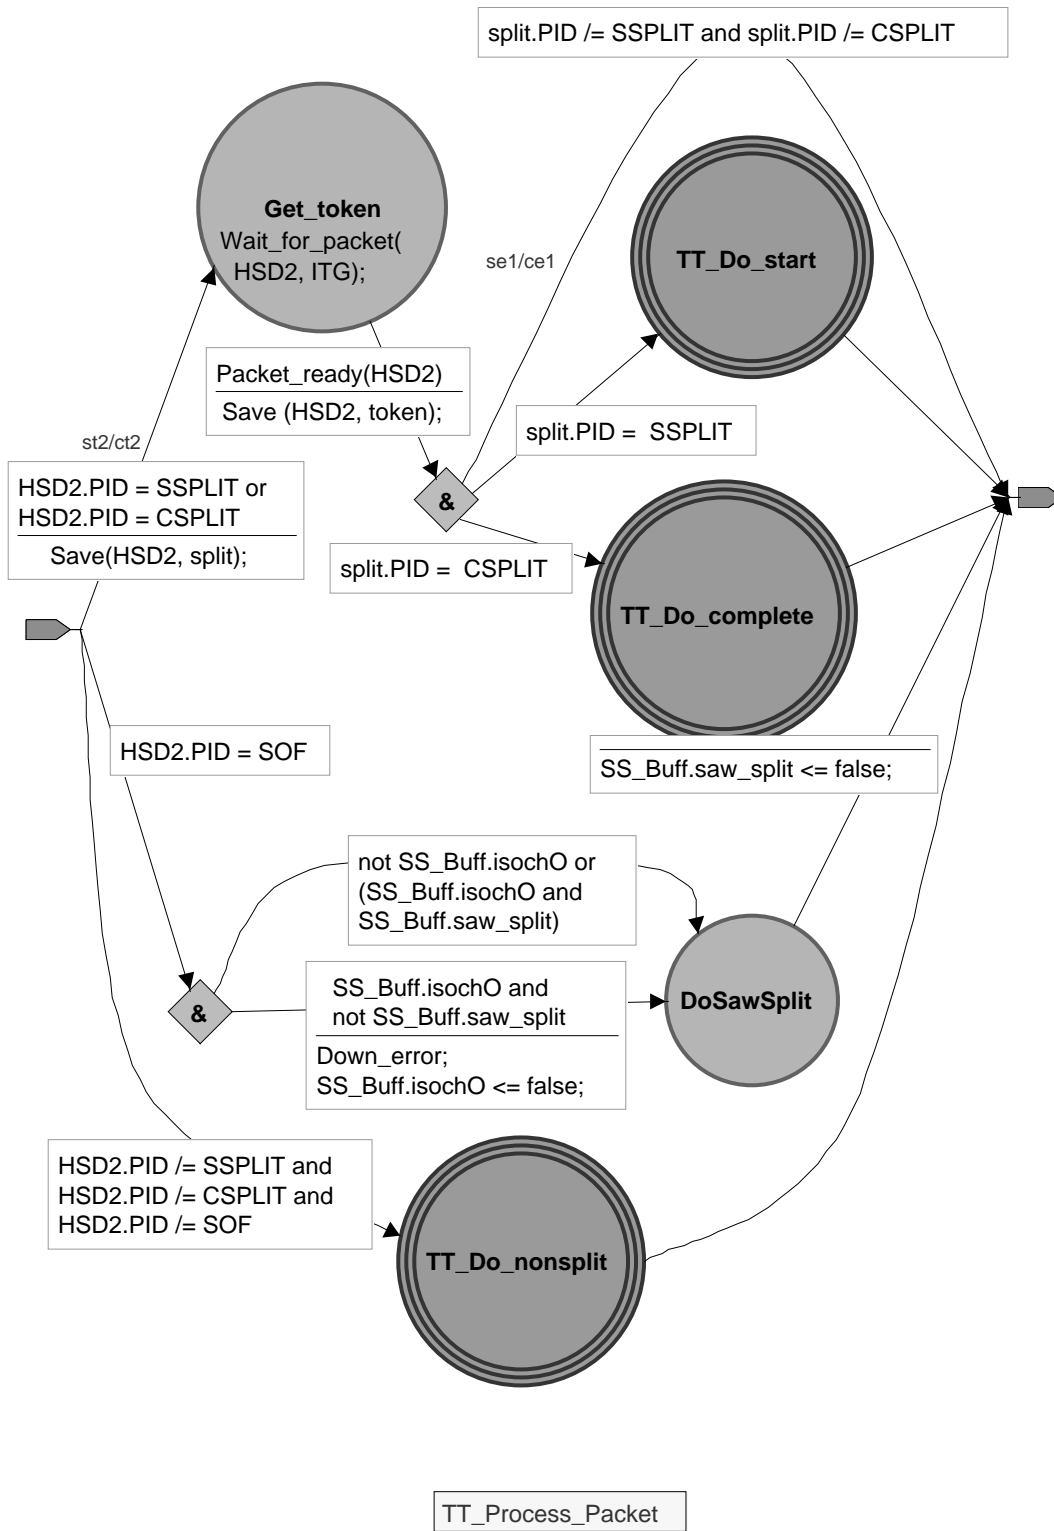 split.PID /= SSPLIT and split.PID /= CSPLIT
Get_token
Wait_for_packet(
HSD2, ITG);
se1/ce1
TT_Do_start
Packet_ready(HSD2)
Save (HSD2, token);
split.PID = SSPLIT
st2/ct2
HSD2.PID = SSPLIT or
HSD2.PID = CSPLIT
Save(HSD2, split);
&
split.PID = CSPLIT
TT_Do_complete
HSD2.PID = SOF
SS_Buff.saw_split <= false;
not SS_Buff.isochO or
(SS_Buff.isochO and
SS_Buff.saw_split)
&
SS_Buff.isochO and
not SS_Buff.saw_split
Down_error;
SS_Buff.isochO <= false;
DoSawSplit
HSD2.PID /= SSPLIT and
HSD2.PID /= CSPLIT and
HSD2.PID /= SOF
TT_Do_nonsplit
TT_Process_Packet